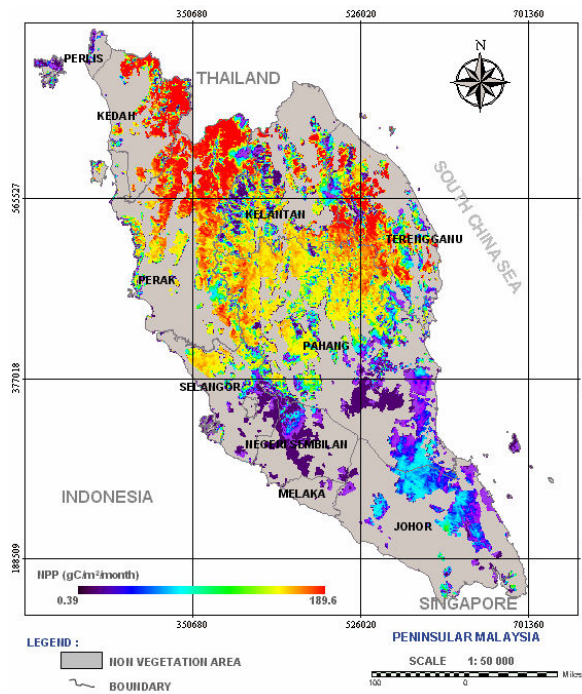 350680 526020 701360
N
PERLIS
THAILAND
KEDAH
565527
KELANTAN
SOUTH CHINA SEA
TERENGGANU
PERAK
PAHANG
377018
SELANGOR
NEGERI SEMBILAN
INDONESIA
MELAKA
JOHOR
188509
NPP (gC/m²/month)
0.39 189.6
SINGAPORE
350680 526020 701360
LEGEND :
PENINSULAR MALAYSIA
NON VEGETATION AREA
SCALE 1: 50 000
BOUNDARY
Miles
100 0 100